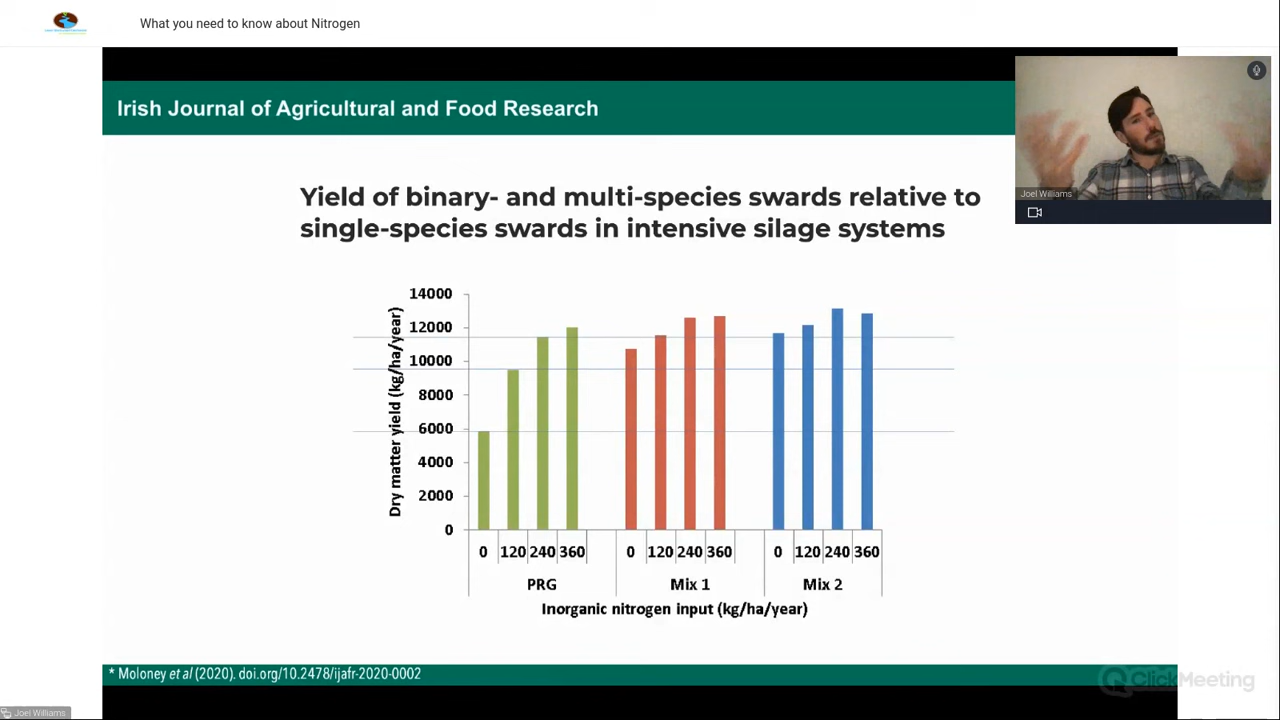 What you need to know about Nitrogen
Irish Journal of Agricultural and Food Research
Joel Williams
Yield of binary- and multi-species swards relative to
single-species swards in intensive silage systems
Dry matter yield (kg/ha/year)
14000
12000
10000
8000
6000
4000
2000
0
0 120 240 360 0 120 240 360 0 120 240 360
PRG Mix 1 Mix 2
Inorganic nitrogen input (kg/ha/year)
* Moloney et al (2020). doi.org/10.2478/ijafr-2020-0002
ClickMeeting
Joel Williams